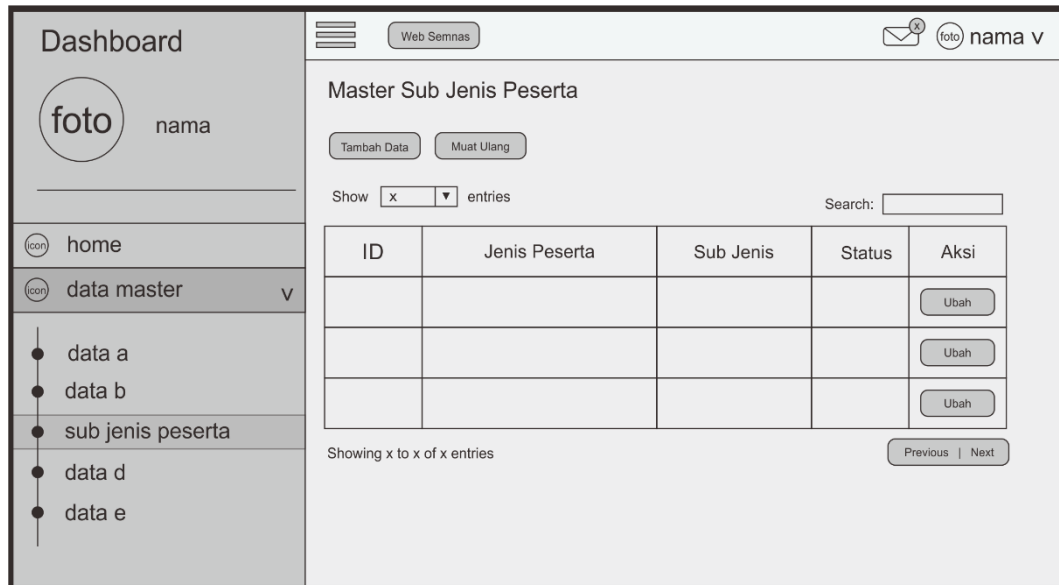 Dashboard
foto nama
icon home
icon data master v
data a
data b
sub jenis peserta
data d
data e
Web Semnas
x
foto nama v
Master Sub Jenis Peserta
Tambah Data Muat Ulang
Show x ▼ entries
Search:
ID Jenis Peserta Sub Jenis Status Aksi
Ubah
Ubah
Ubah
Showing x to x of x entries
Previous | Next